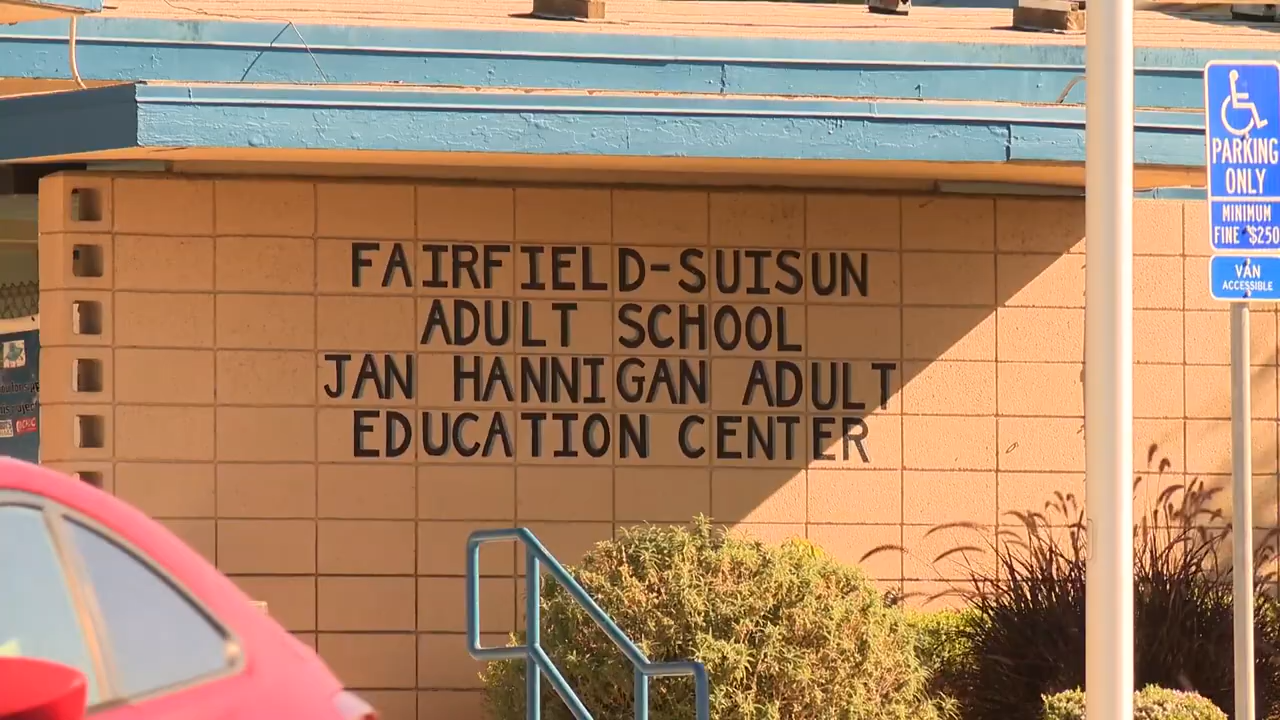 FAIRFIELD-SUISUN
ADULT SCHOOL
JAN HANNIGAN ADULT
EDUCATION CENTER
PARKING
ONLY
MINIMUM
FINE $250
VAN
ACCESSIBLE